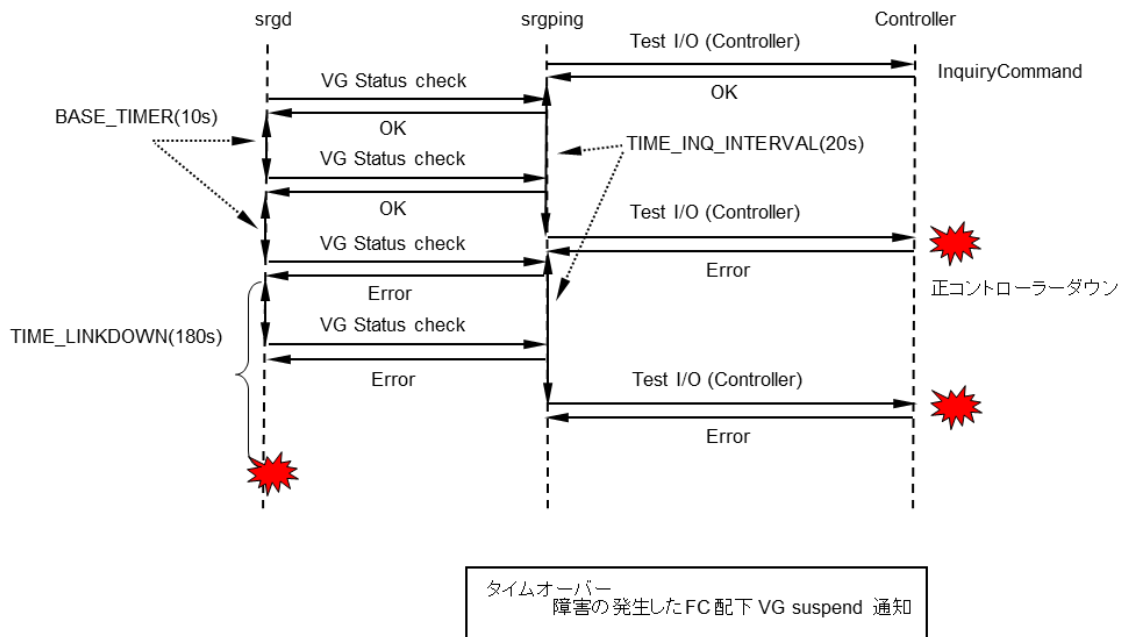 srgd
srgping
Controller
Test I/O (Controller)
InquiryCommand
VG Status check
OK
BASE_TIMER(10s)
OK
TIME_INQ_INTERVAL(20s)
VG Status check
OK
Test I/O (Controller)
VG Status check
Error
Error
正コントローラーダウン
VG Status check
TIME_LINKDOWN(180s)
Error
Test I/O (Controller)
Error
タイムオーバー
障害の発生したFC配下 VG suspend 通知